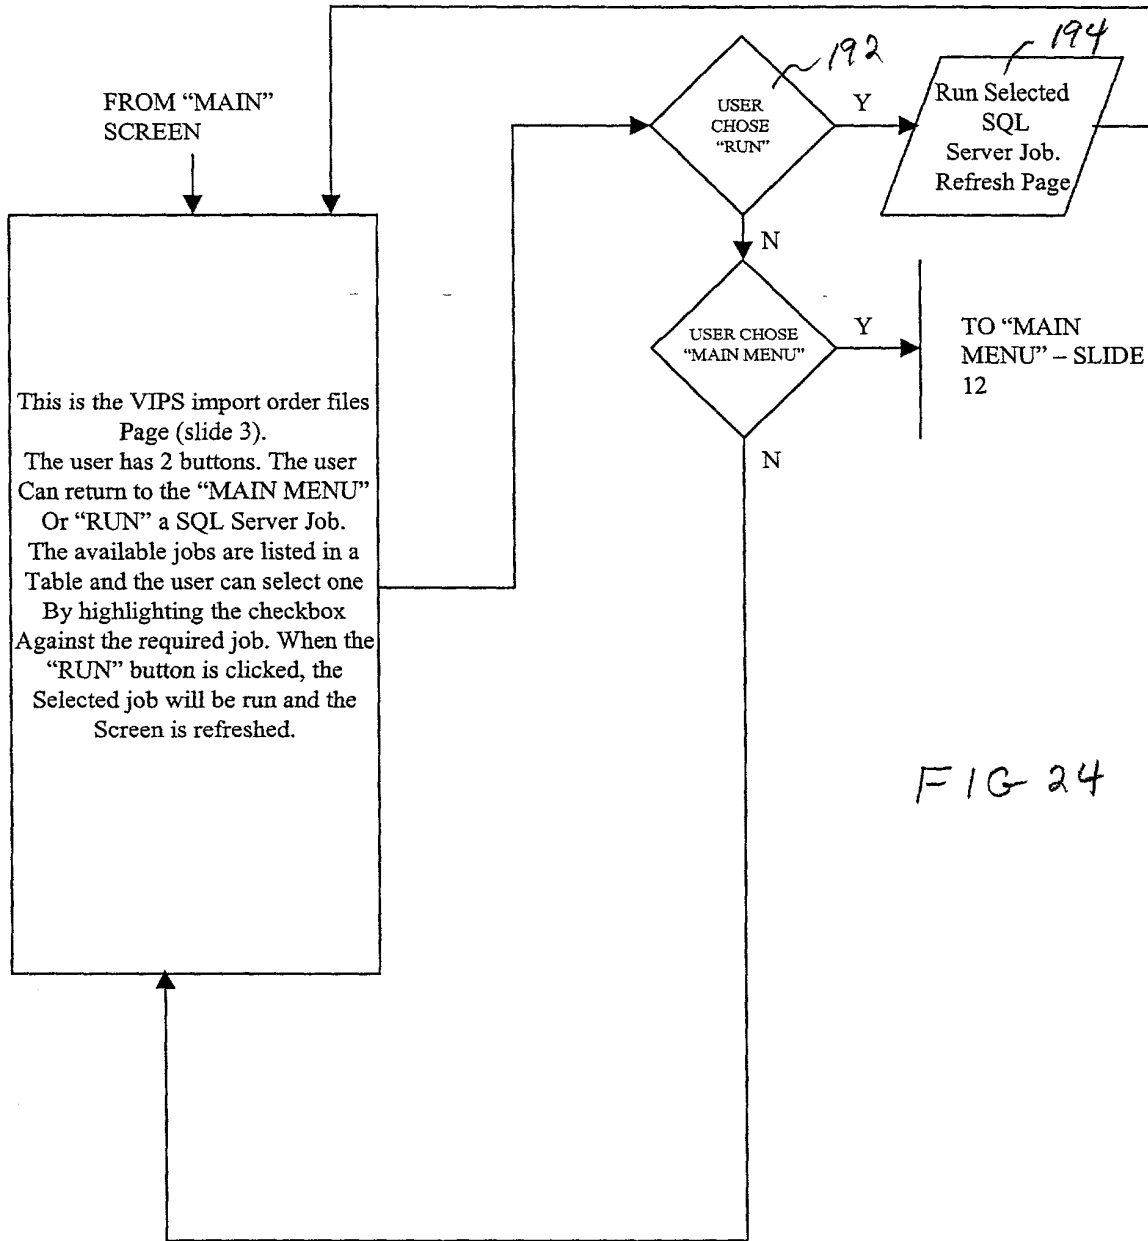 FROM “MAIN”
SCREEN
This is the VIPS import order files
Page (slide 3).
The user has 2 buttons. The user
Can return to the “MAIN MENU”
Or “RUN” a SQL Server Job.
The available jobs are listed in a
Table and the user can select one
By highlighting the checkbox
Against the required job. When the
“RUN” button is clicked, the
Selected job will be run and the
Screen is refreshed.
192
USER
CHOSE
“RUN”
Y
N
194
Run Selected
SQL
Server Job.
Refresh Page
USER CHOSE
“MAIN MENU”
Y
N
TO “MAIN
MENU” – SLIDE
12
FIG 24